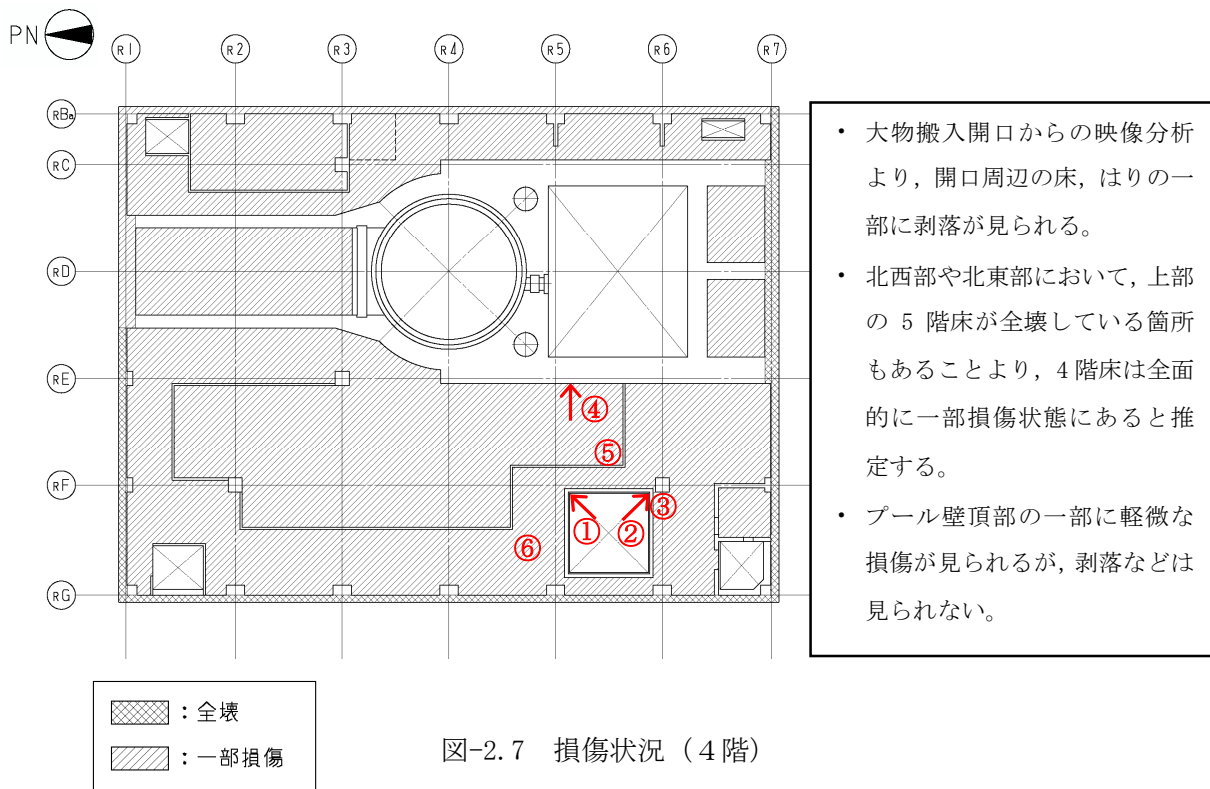 PN
R1 R2 R3 R4 R5 R6 R7
RBa
RC
RD
RE
RF
RG
④
⑤
③
①
②
⑥
・ 大物搬入開口からの映像分析
より，開口周辺の床，はりの一
部に剥落が見られる。
・ 北西部や北東部において，上部
の 5 階床が全壊している箇所
もあることより，4 階床は全面
的に一部損傷状態にあると推
定する。
・ プール壁頂部の一部に軽微な
損傷が見られるが，剥落などは
見られない。
：全壊
：一部損傷
図-2.7 損傷状況（４階）